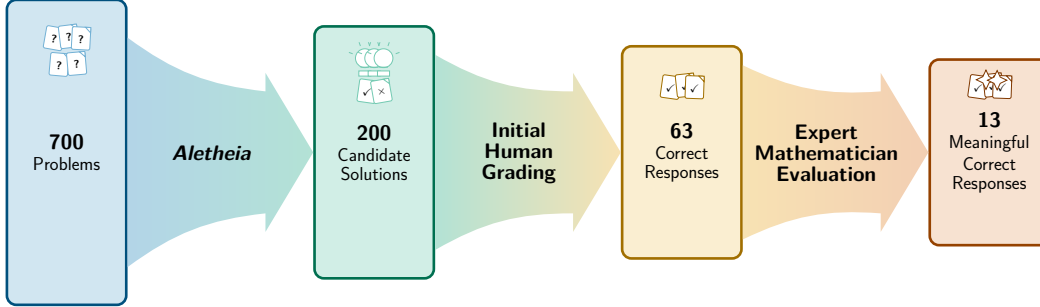 700
Problems
Aletheia
200
Candidate
Solutions
Initial
Human
Grading
63
Correct
Responses
Expert
Mathematician
Evaluation
13
Meaningful
Correct
Responses